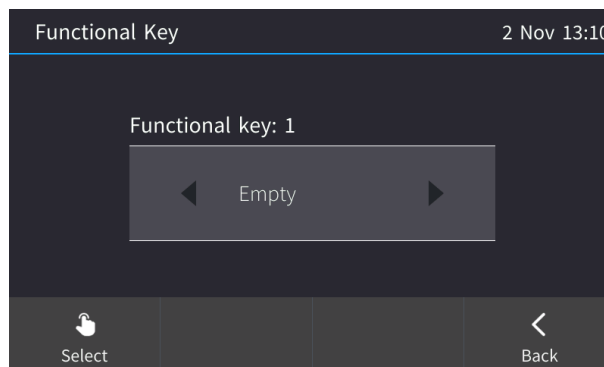 Functional Key 2 Nov 13:10
Functional key: 1
Empty
Select Back